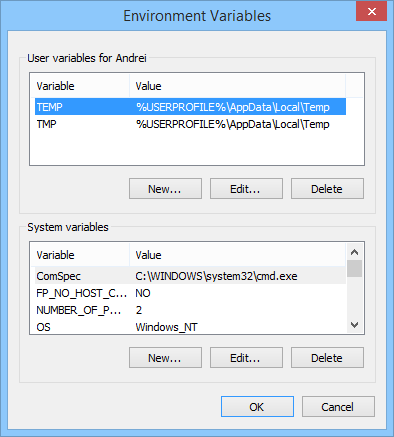 Environment Variables
User variables for Andrei
Variable Value
TEMP %USERPROFILE%\AppData\Local\Temp
TMP %USERPROFILE%\AppData\Local\Temp
New... Edit... Delete
System variables
Variable Value
ComSpec C:\WINDOWS\system32\cmd.exe
FP_NO_HOST_C... NO
NUMBER_OF_P... 2
OS Windows_NT
New... Edit... Delete
OK Cancel